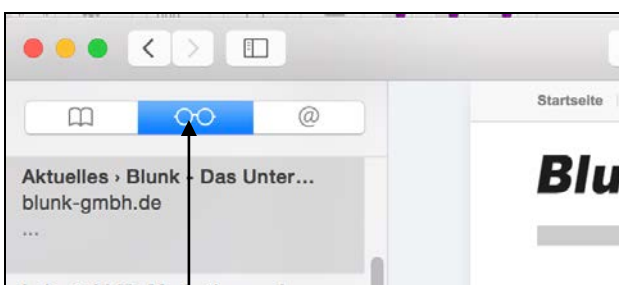 @
Startseite
Aktuelles › Blunk - Das Unter...
blunk-gmbh.de
...
Blu